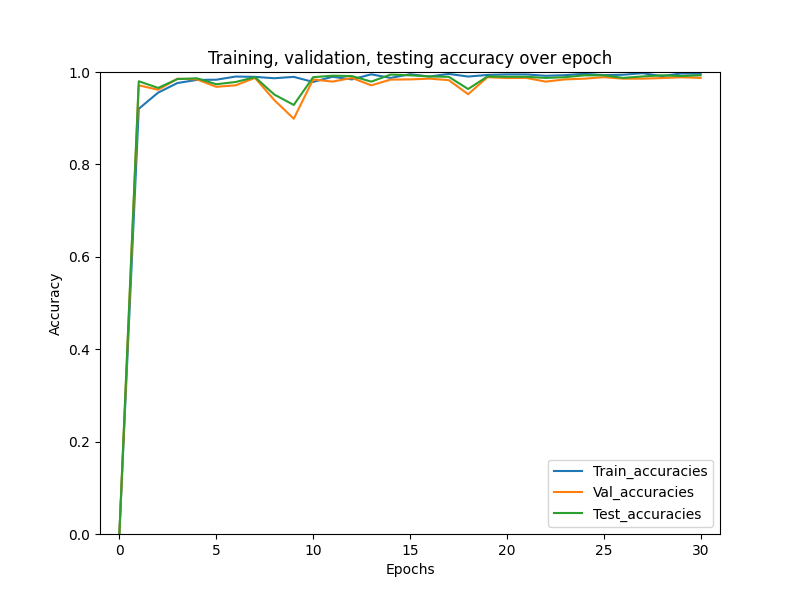 Training, validation, testing accuracy over epoch
1.0
0.8
0.6
0.4
0.2
0.0
Accuracy
0 5 10 15 20 25 30
Epochs
Train_accuracies
Val_accuracies
Test_accuracies